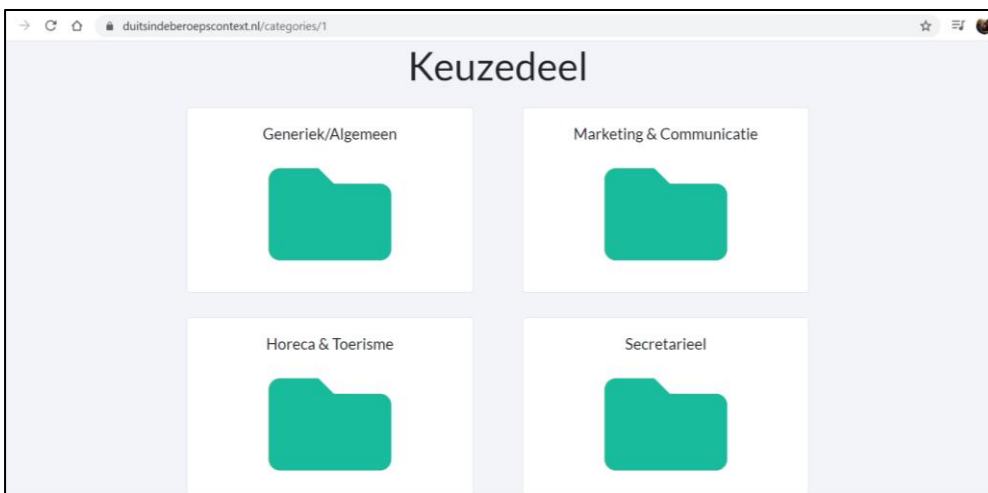 duitsindeberoepscontext.nl/categories/1
Keuzedeel
Generiek/Algemeen
Marketing & Communicatie
Horeca & Toerisme
Secretarieel